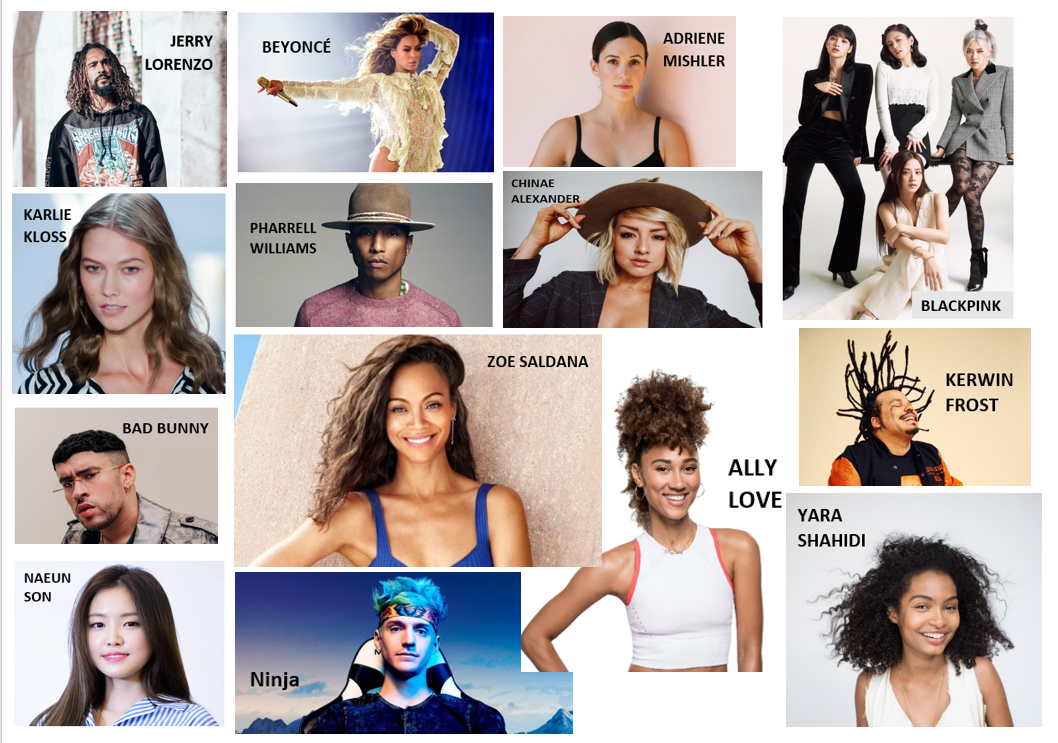 JERRY
LORENZO
BEYONCÉ
ADRIENE
MISHLER
KARLIE
KLOSS
PHARRELL
WILLIAMS
CHINAE
ALEXANDER
BLACKPINK
ZOE SALDANA
KERWIN
FROST
BAD BUNNY
ALLY
LOVE
YARA
SHAHIDI
NAEUN
SON
Ninja